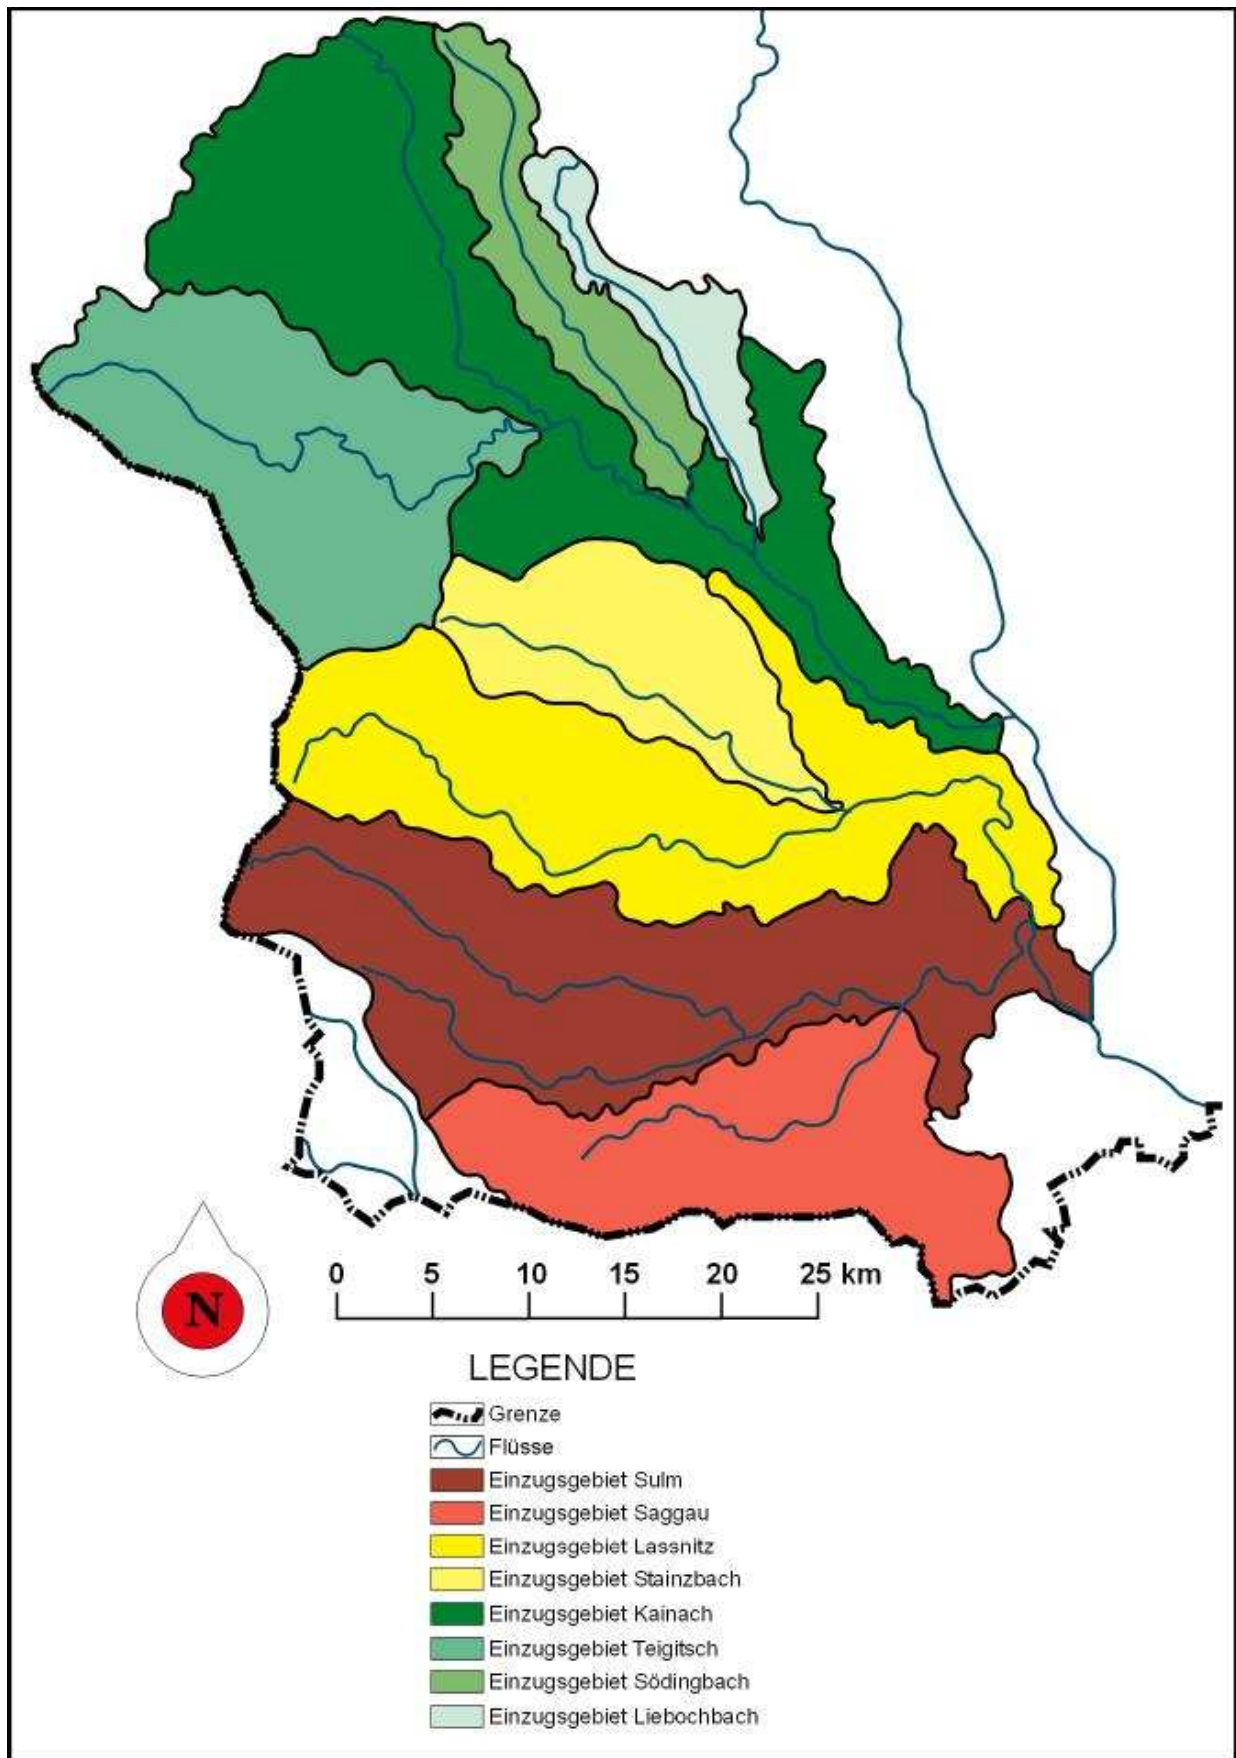 N
0 5 10 15 20 25 km
LEGENDE
Grenze
Flüsse
Einzugsgebiet Sulm
Einzugsgebiet Saggau
Einzugsgebiet Lassnitz
Einzugsgebiet Stainzbach
Einzugsgebiet Kainach
Einzugsgebiet Teigitsch
Einzugsgebiet Södingbach
Einzugsgebiet Liebochbach